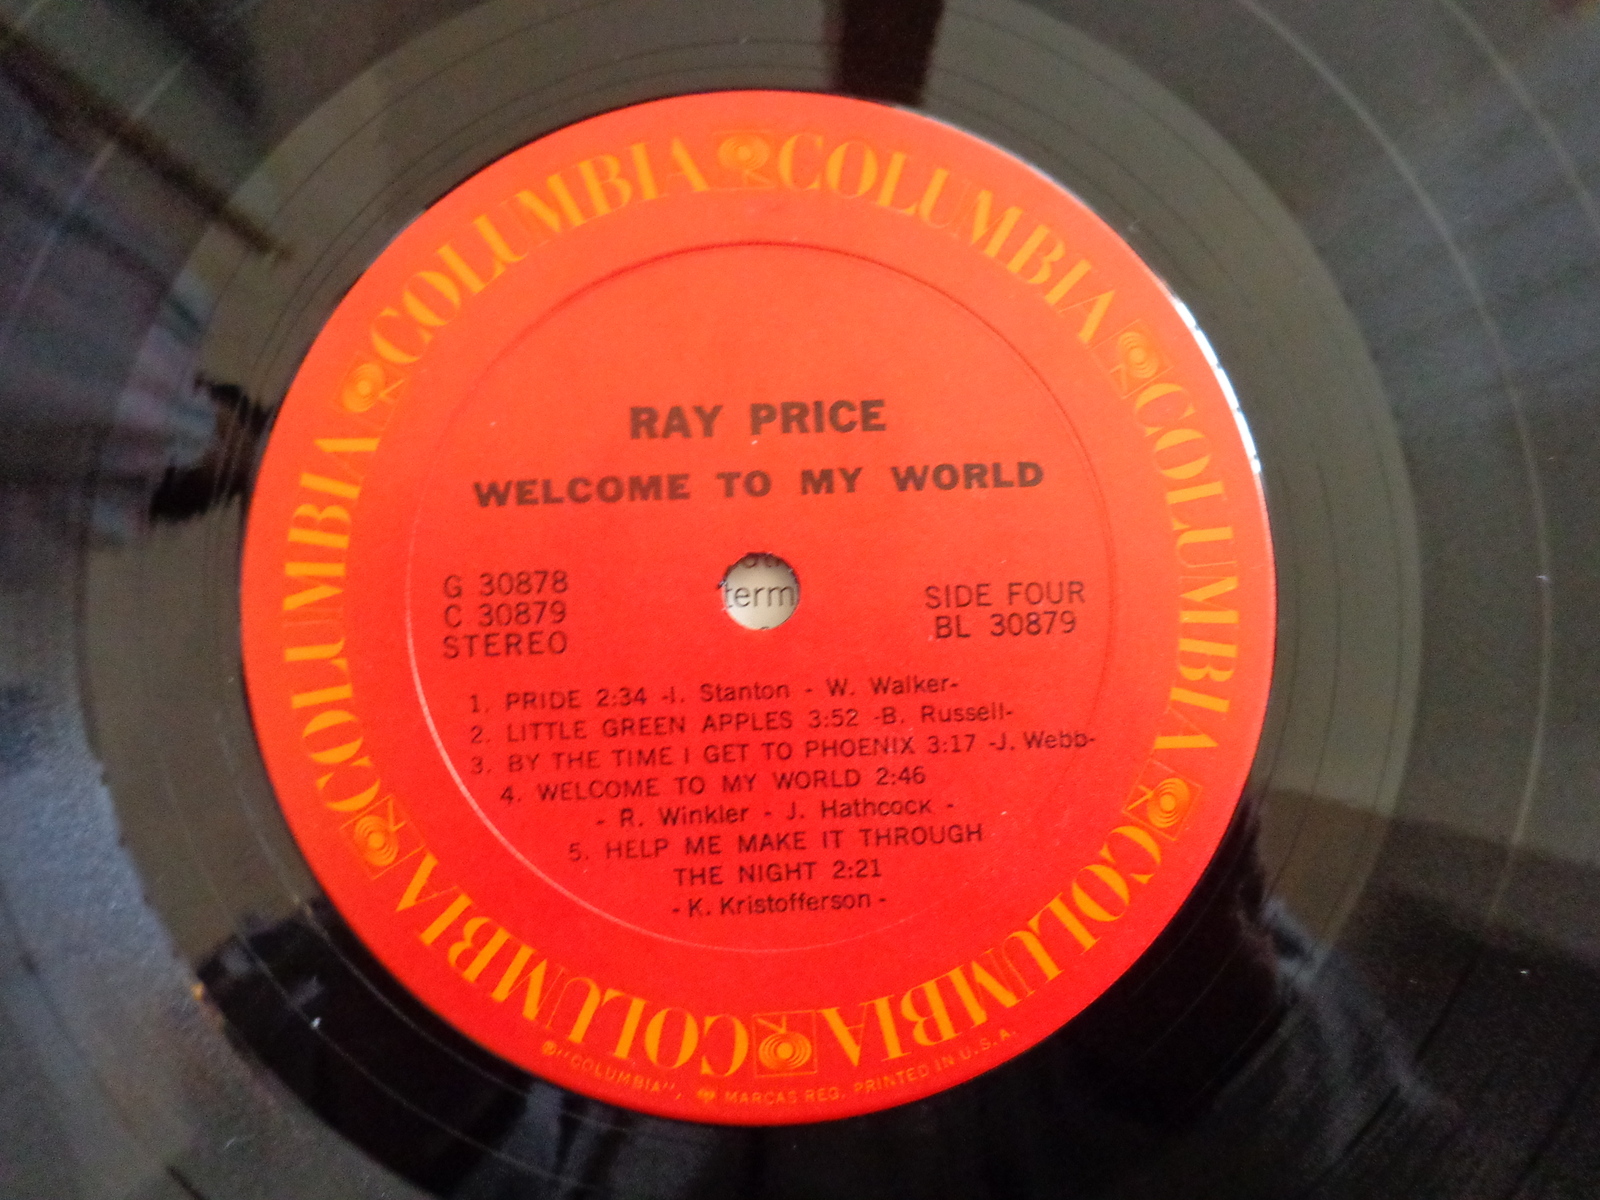 COLUMBIA COLUMBIA COLUMBIA COLUMBIA COLUMBIA COLUMBIA
RAY PRICE
WELCOME TO MY WORLD
G 30878
C 30879
STEREO
term
SIDE FOUR
BL 30879
1. PRIDE 2:34 -I. Stanton - W. Walker-
2. LITTLE GREEN APPLES 3:52 -B. Russell-
3. BY THE TIME I GET TO PHOENIX 3:17 -J. Webb-
4. WELCOME TO MY WORLD 2:46
- R. Winkler - J. Hathcock -
5. HELP ME MAKE IT THROUGH
THE NIGHT 2:21
- K. Kristofferson -
℗ "COLUMBIA", MARCAS REG. PRINTED IN U.S.A.